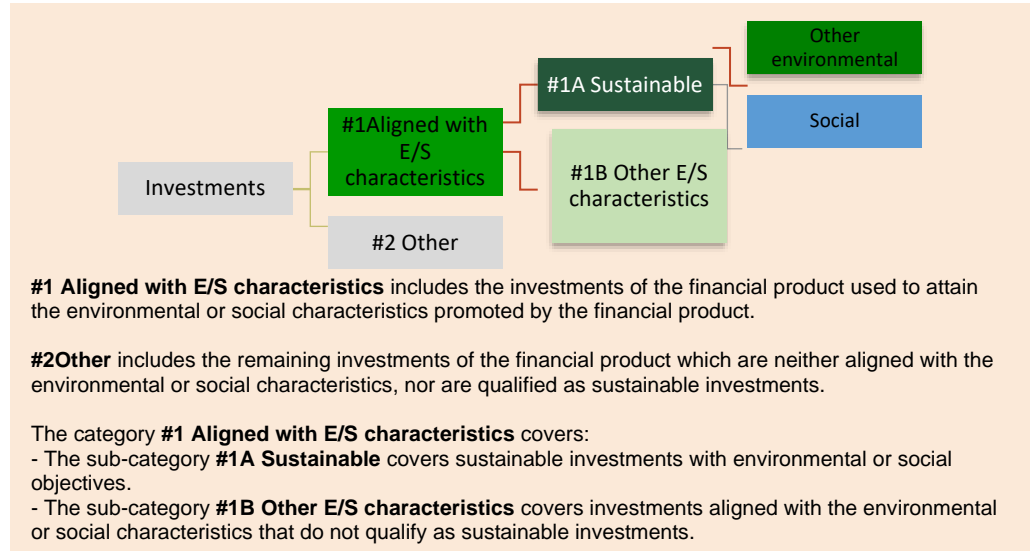 Other
environmental
#1A Sustainable
Social
#1Aligned with
E/S
characteristics
#1B Other E/S
characteristics
Investments
#2 Other
#1 Aligned with E/S characteristics includes the investments of the financial product used to attain
the environmental or social characteristics promoted by the financial product.
#2Other includes the remaining investments of the financial product which are neither aligned with the
environmental or social characteristics, nor are qualified as sustainable investments.
The category #1 Aligned with E/S characteristics covers:
- The sub-category #1A Sustainable covers sustainable investments with environmental or social
objectives.
- The sub-category #1B Other E/S characteristics covers investments aligned with the environmental
or social characteristics that do not qualify as sustainable investments.